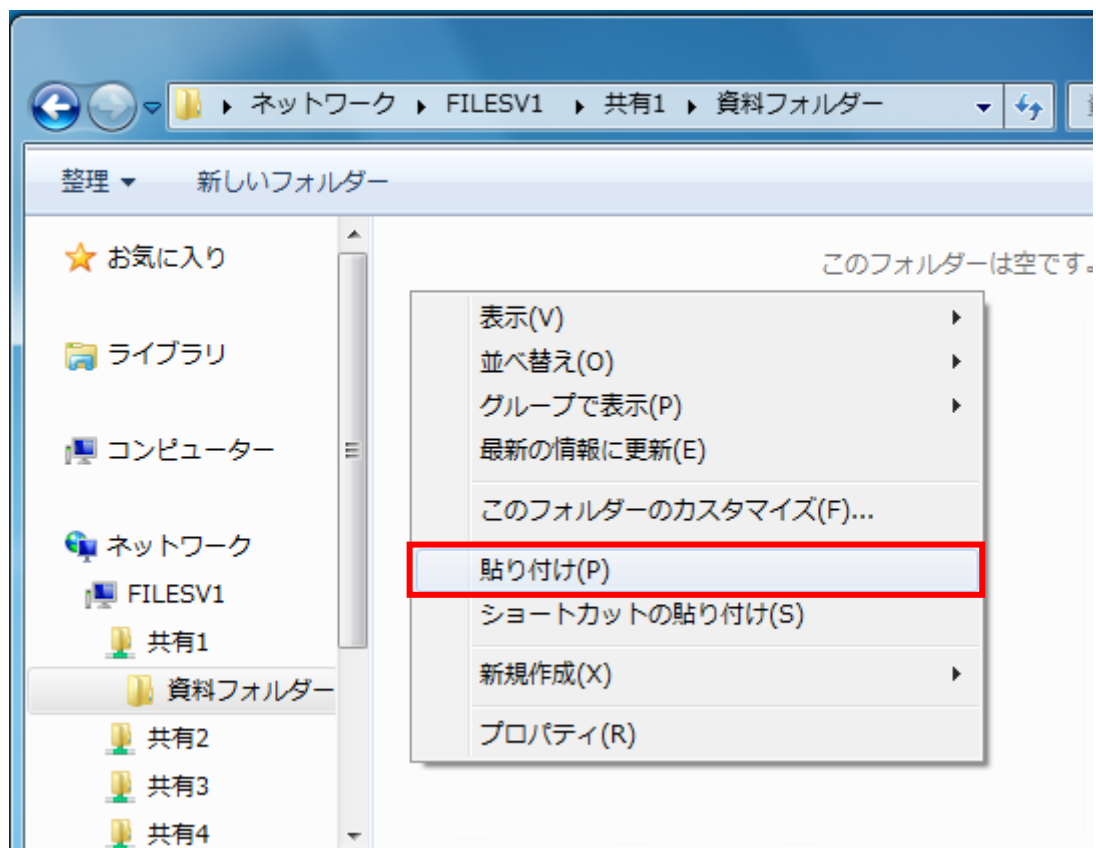 ネットワーク ▸ FILESV1 ▸ 共有1 ▸ 資料フォルダー
整理 新しいフォルダー
お気に入り
ライブラリ
コンピューター
ネットワーク
FILESV1
共有1
資料フォルダー
共有2
共有3
共有4
このフォルダーは空です。
表示(V)
並べ替え(O)
グループで表示(P)
最新の情報に更新(E)
このフォルダーのカスタマイズ(F)...
貼り付け(P)
ショートカットの貼り付け(S)
新規作成(X)
プロパティ(R)